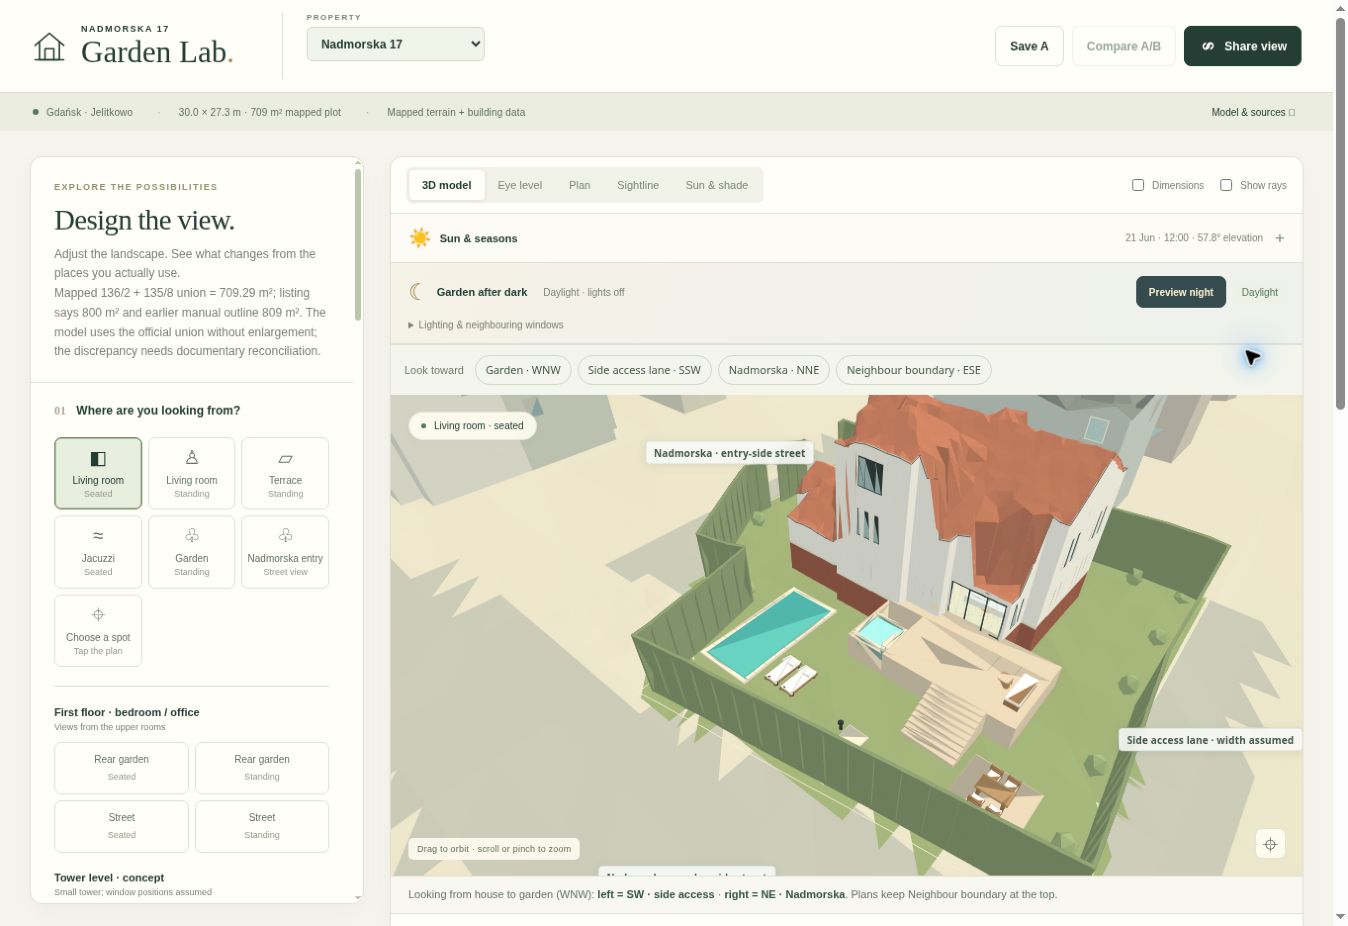 NADMORSKA 17
Garden Lab.
PROPERTY
Nadmorska 17
Save A
Compare A/B
Share view
Gdańsk · Jelitkowo
·
30.0 × 27.3 m · 709 m² mapped plot
·
Mapped terrain + building data
Model & sources
EXPLORE THE POSSIBILITIES
Design the view.
Adjust the landscape. See what changes from the
places you actually use.
Mapped 136/2 + 135/8 union = 709.29 m²; listing
says 800 m² and earlier manual outline 809 m². The
model uses the official union without enlargement;
the discrepancy needs documentary reconciliation.
01 Where are you looking from?
Living room
Seated
Living room
Standing
Terrace
Standing
Jacuzzi
Seated
Garden
Standing
Nadmorska entry
Street view
Choose a spot
Tap the plan
First floor · bedroom / office
Views from the upper rooms
Rear garden
Seated
Rear garden
Standing
Street
Seated
Street
Standing
Tower level · concept
Small tower; window positions assumed
3D model
Eye level
Plan
Sightline
Sun & shade
Dimensions
Show rays
Sun & seasons
21 Jun · 12:00 · 57.8° elevation +
Garden after dark
Daylight · lights off
Preview night
Daylight
Lighting & neighbouring windows
Look toward
Garden · WNW
Side access lane · SSW
Nadmorska · NNE
Neighbour boundary · ESE
Living room · seated
Nadmorska · entry-side street
Side access lane · width assumed
Drag to orbit · scroll or pinch to zoom
Looking from house to garden (WNW): left = SW · side access · right = NE · Nadmorska. Plans keep Neighbour boundary at the top.